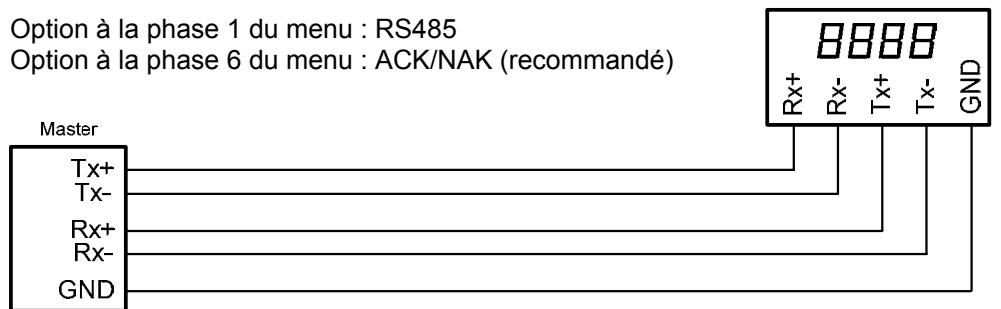 Option à la phase 1 du menu : RS485
Option à la phase 6 du menu : ACK/NAK (recommandé)
8888
Rx+
Rx-
Tx+
Tx-
GND
Master
Tx+
Tx-
Rx+
Rx-
GND